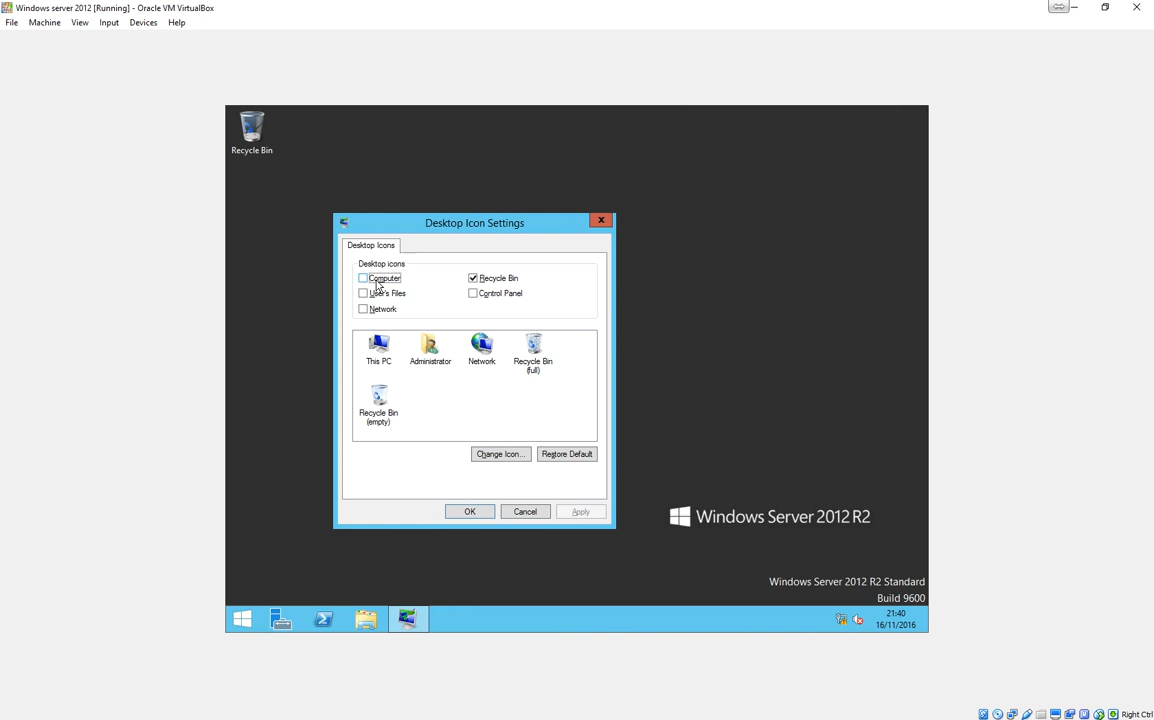 Windows server 2012 [Running] - Oracle VM VirtualBox
File Machine View Input Devices Help
Recycle Bin
Desktop Icon Settings
x
Desktop Icons
Desktop icons
Computer
Recycle Bin
User's Files
Control Panel
Network
This PC
Administrator
Network
Recycle Bin
(full)
Recycle Bin
(empty)
Change Icon...
Restore Default
OK
Cancel
Apply
Windows Server 2012 R2
Windows Server 2012 R2 Standard
Build 9600
21:40
16/11/2016
Right Ctrl